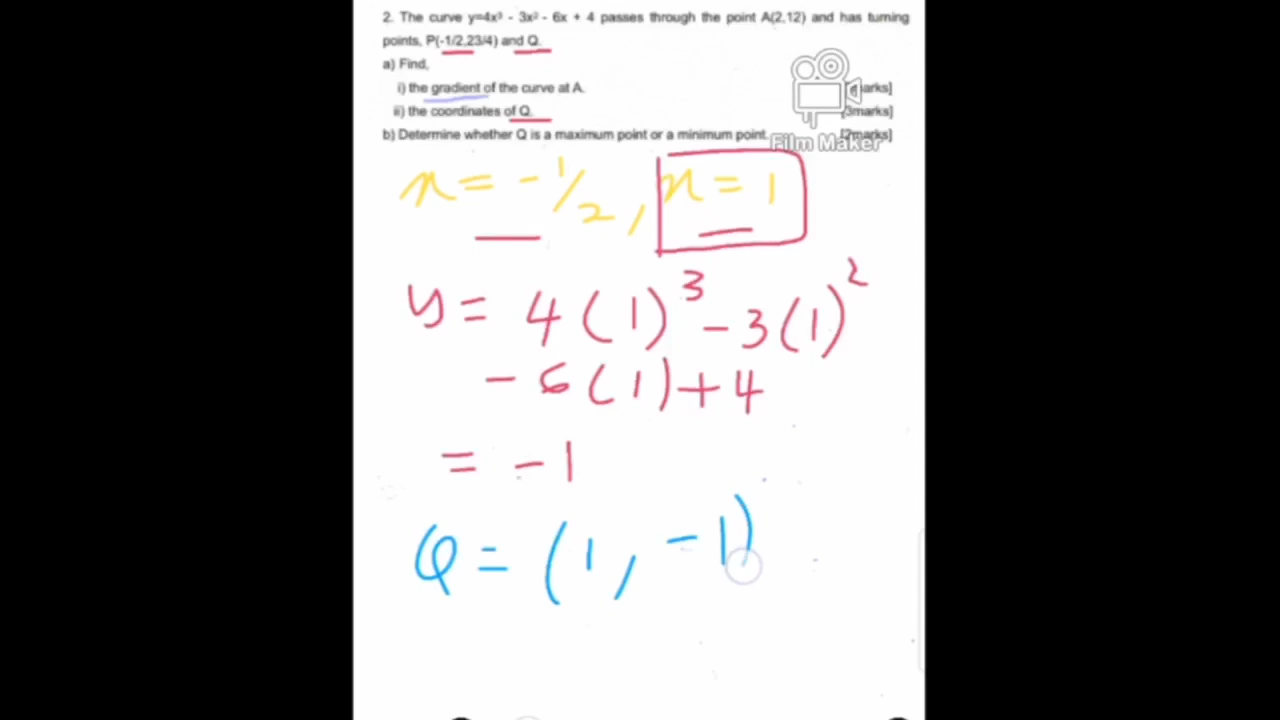 2. The curve y=4x³ - 3x² - 6x + 4 passes through the point A(2,12) and has turning
points, P(-1/2,23/4) and Q.
a) Find,
i) the gradient of the curve at A. arks]
ii) the coordinates of Q. [3marks]
b) Determine whether Q is a maximum point or a minimum point. [2marks]
Film Maker
x = -1/2, x = 1
y = 4(1)³ - 3(1)²
- 6(1) + 4
= -1
Q = (1, -1)